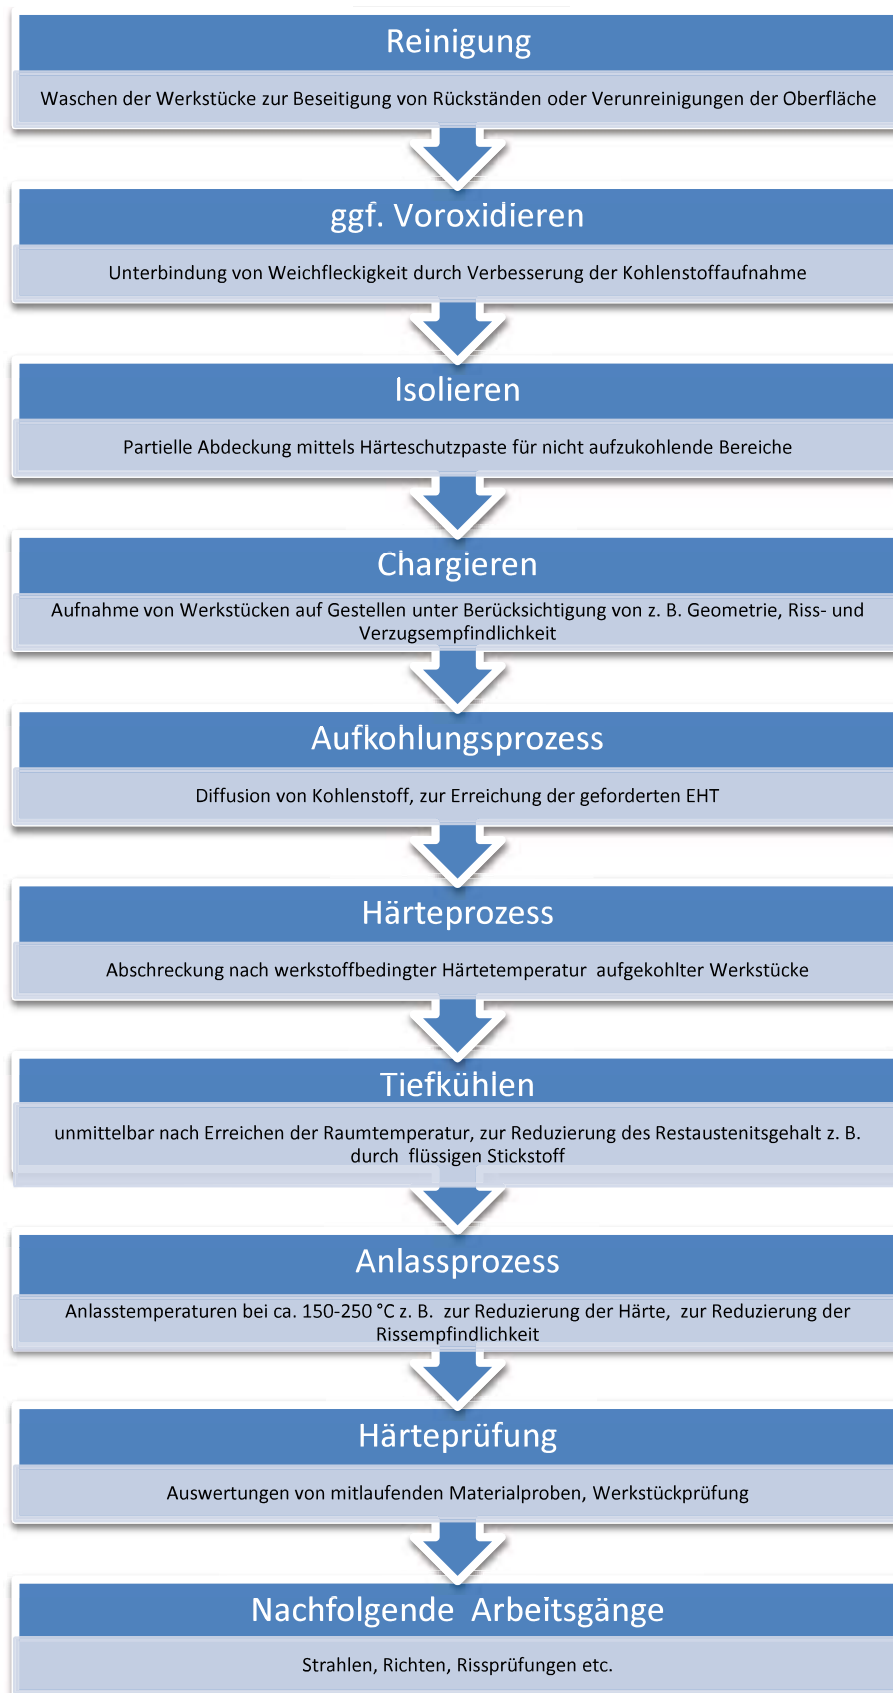 Reinigung
Waschen der Werkstücke zur Beseitigung von Rückständen oder Verunreinigungen der Oberfläche
ggf. Voroxidieren
Unterbindung von Weichfleckigkeit durch Verbesserung der Kohlenstoffaufnahme
Isolieren
Partielle Abdeckung mittels Härteschutzpaste für nicht aufzukohlende Bereiche
Chargieren
Aufnahme von Werkstücken auf Gestellen unter Berücksichtigung von z. B. Geometrie, Riss- und
Verzugsempfindlichkeit
Aufkohlungsprozess
Diffusion von Kohlenstoff, zur Erreichung der geforderten EHT
Härteprozess
Abschreckung nach werkstoffbedingter Härtetemperatur aufgekohlter Werkstücke
Tiefkühlen
unmittelbar nach Erreichen der Raumtemperatur, zur Reduzierung des Restaustenitsgehalt z. B.
durch flüssigen Stickstoff
Anlassprozess
Anlasstemperaturen bei ca. 150-250 °C z. B. zur Reduzierung der Härte, zur Reduzierung der
Rissempfindlichkeit
Härteprüfung
Auswertungen von mitlaufenden Materialproben, Werkstückprüfung
Nachfolgende Arbeitsgänge
Strahlen, Richten, Rissprüfungen etc.